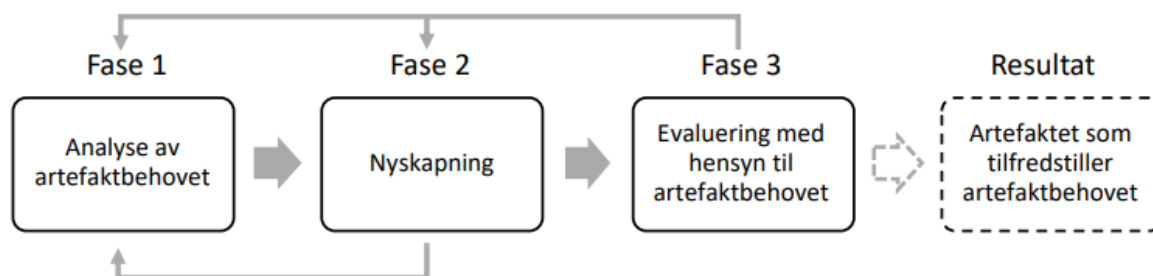 Fase 1
Fase 2
Fase 3
Resultat
Analyse av
artefaktbehovet
Nyskapning
Evaluering med
hensyn til
artefaktbehovet
Artefaktet som
tilfredstiller
artefaktbehovet